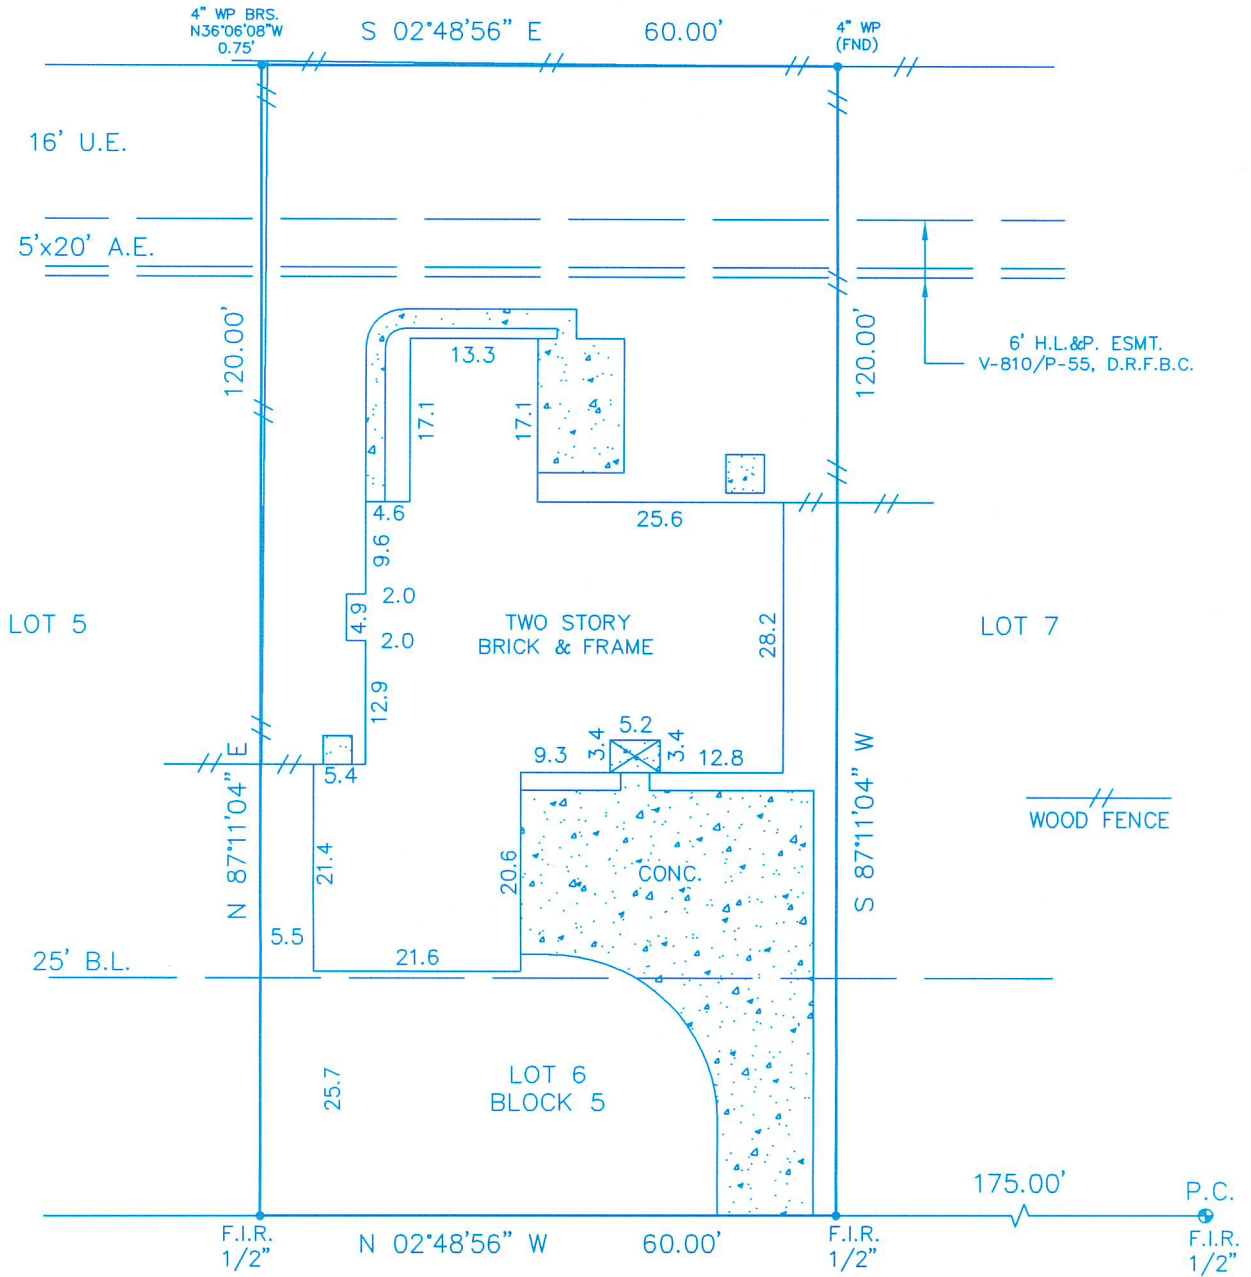 4" WP BRS.
N36°06'08"W
0.75'
S 02°48'56" E 60.00'
4" WP
(FND)
16' U.E.
5'x20' A.E.
120.00'
120.00'
6' H.L.&P. ESMT.
V-810/P-55, D.R.F.B.C.
13.3
17.1
17.1
4.6
25.6
9.6
2.0
4.9
2.0
LOT 5
TWO STORY
BRICK & FRAME
28.2
LOT 7
12.9
5.4
9.3
3.4
5.2
3.4
12.8
N 87°11'04" E
S 87°11'04" W
WOOD FENCE
21.4
20.6
CONC.
5.5
21.6
25' B.L.
25.7
LOT 6
BLOCK 5
175.00'
P.C.
F.I.R.
1/2"
N 02°48'56" W 60.00'
F.I.R.
1/2"
F.I.R.
1/2"